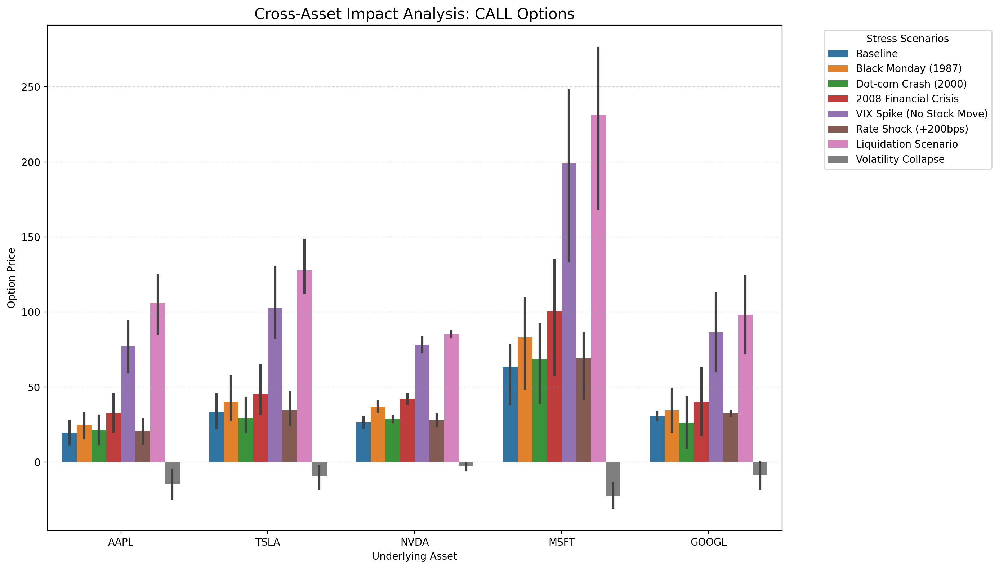 Cross-Asset Impact Analysis: CALL Options
Option Price
250
200
150
100
50
0
AAPL
TSLA
NVDA
MSFT
GOOGL
Underlying Asset
Stress Scenarios
Baseline
Black Monday (1987)
Dot-com Crash (2000)
2008 Financial Crisis
VIX Spike (No Stock Move)
Rate Shock (+200bps)
Liquidation Scenario
Volatility Collapse